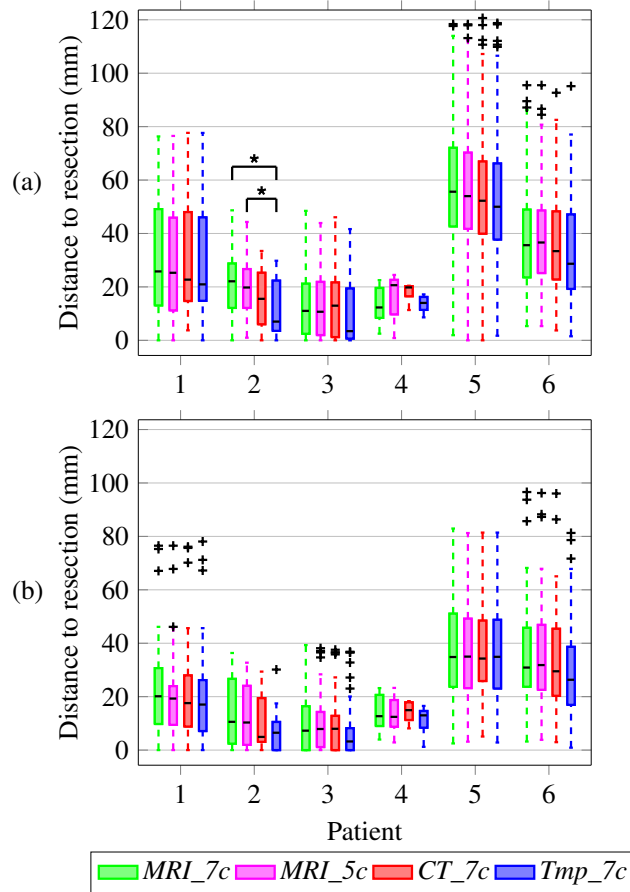 120
100
80
60
40
20
0
Distance to resection (mm)
(a)
*
*
1 2 3 4 5 6
120
100
80
60
40
20
0
Distance to resection (mm)
(b)
1 2 3 4 5 6
Patient
MRI_7c MRI_5c CT_7c Tmp_7c